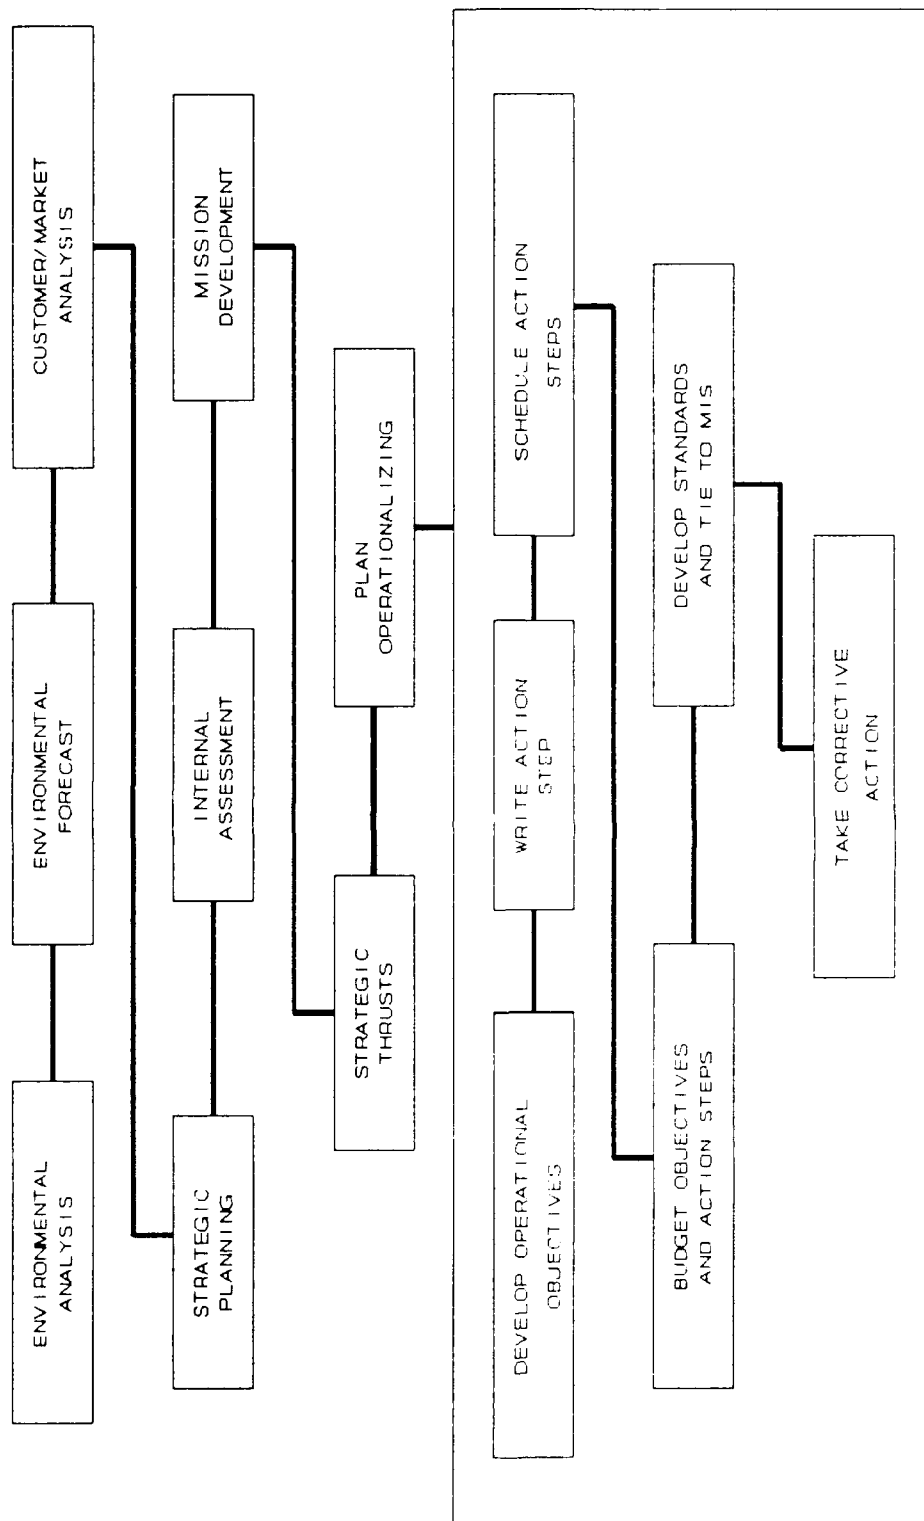 ENVIRONMENTAL
ANALYSIS
ENVIRONMENTAL
FORECAST
CUSTOMER/MARKET
ANALYSIS
STRATEGIC
PLANNING
INTERNAL
ASSESSMENT
MISSION
DEVELOPMENT
STRATEGIC
THRUSTS
PLAN
OPERATIONALIZING
DEVELOP OPERATIONAL
OBJECTIVES
WRITE ACTION
STEP
SCHEDULE ACTION
STEPS
BUDGET OBJECTIVES
AND ACTION STEPS
DEVELOP STANDARDS
AND TIE TO MIS
TAKE CORRECTIVE
ACTION